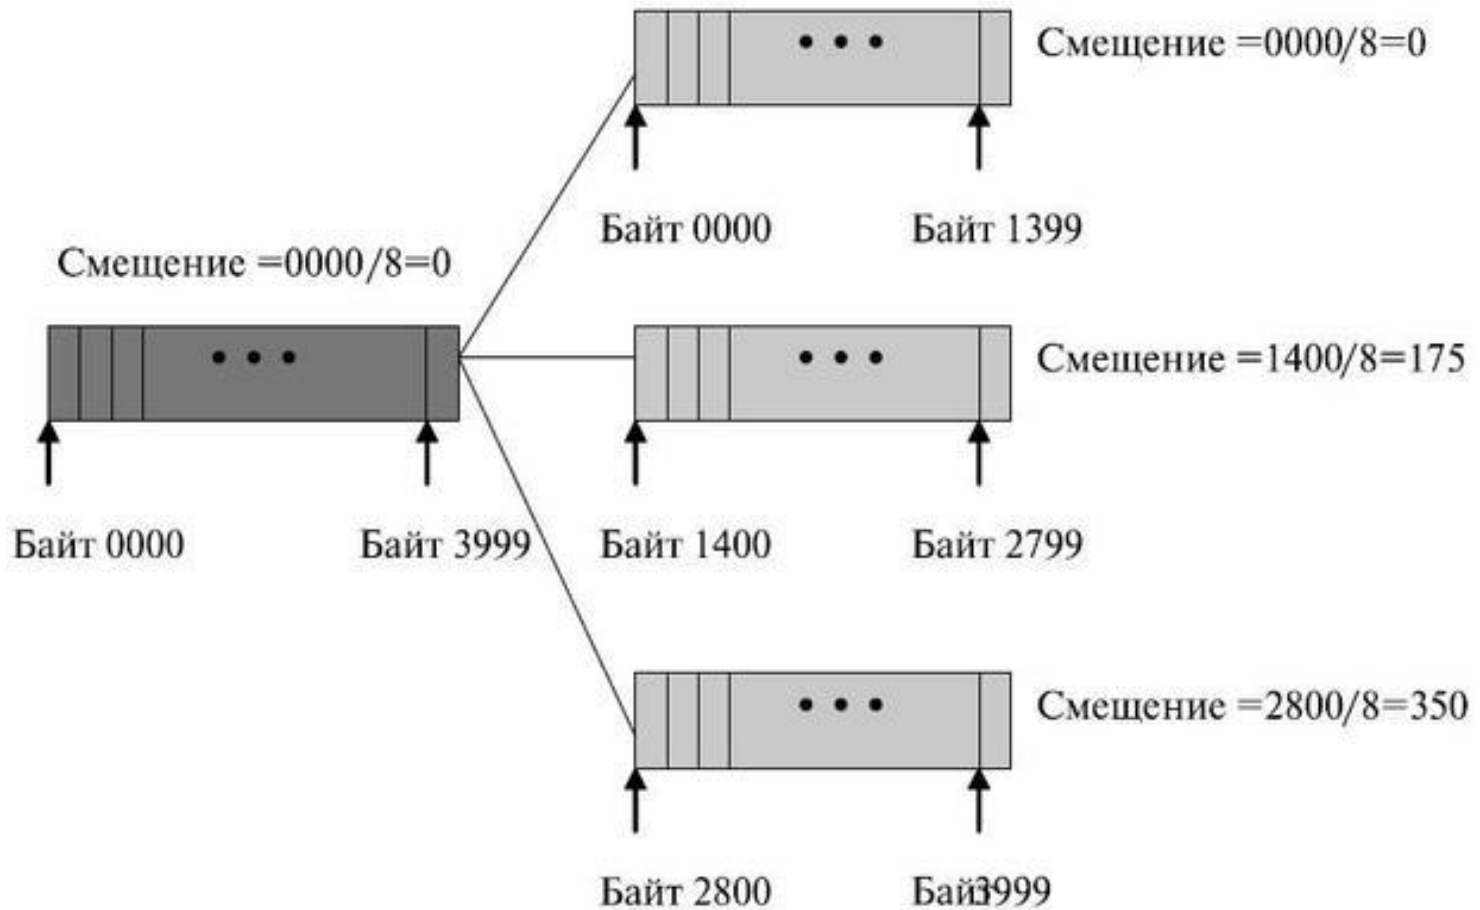 Смещение =0000/8=0
Байт 0000 Байт 1399
Смещение =0000/8=0
Смещение =1400/8=175
Байт 0000 Байт 3999 Байт 1400 Байт 2799
Смещение =2800/8=350
Байт 2800 Байт3999